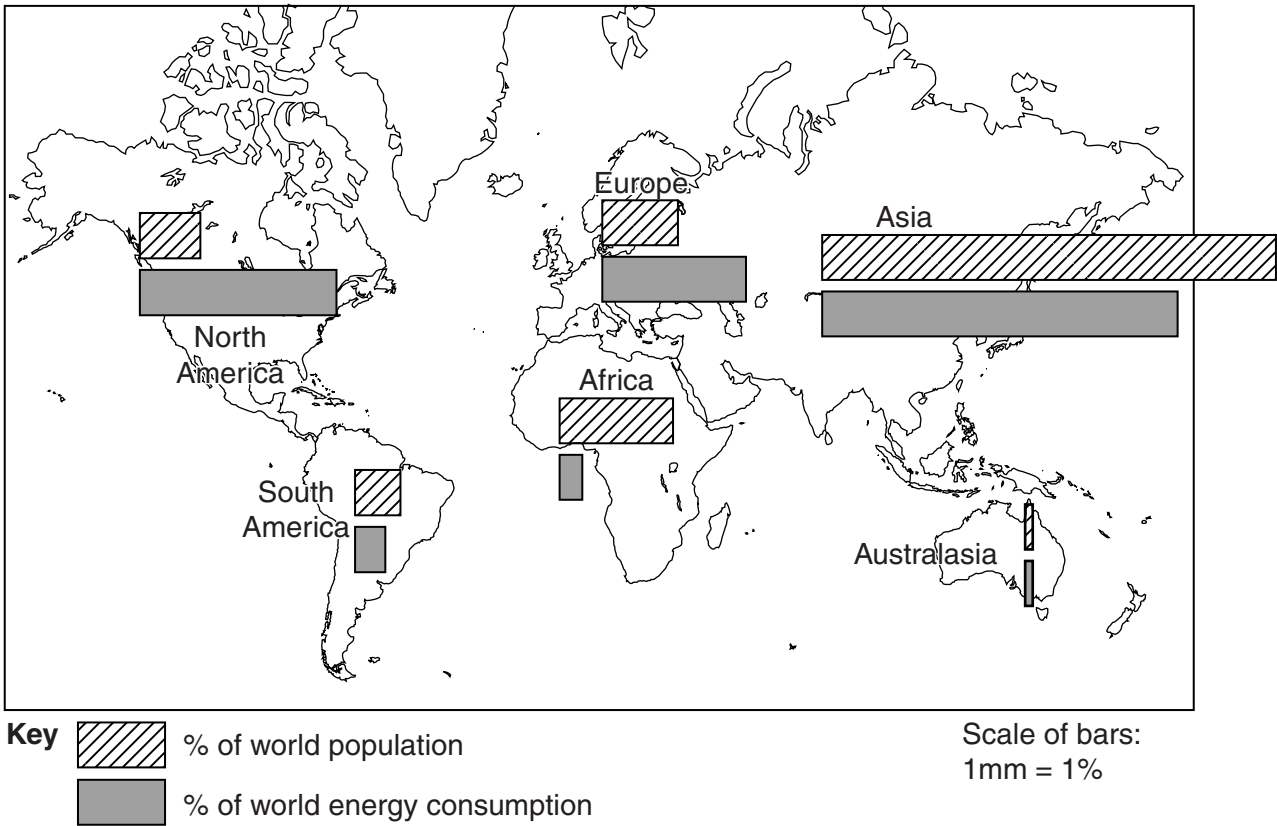 Europe
Asia
North
America
Africa
South
America
Australasia
Key
% of world population
% of world energy consumption
Scale of bars:
1mm = 1%